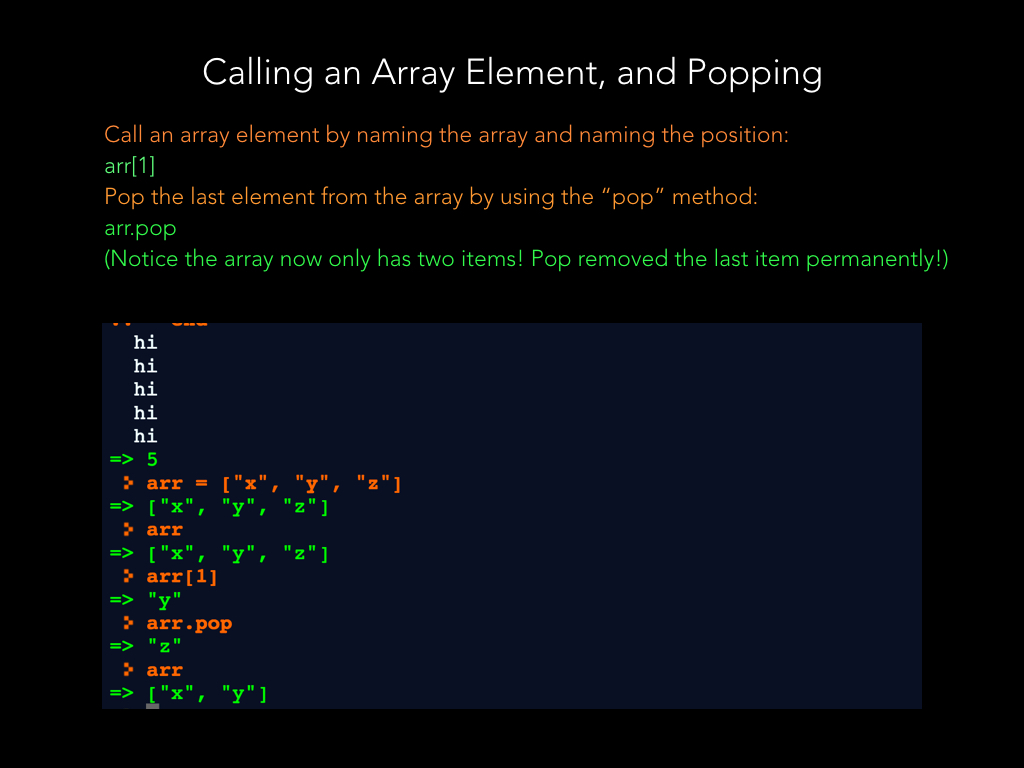 Calling an Array Element, and Popping
Call an array element by naming the array and naming the position:
arr[1]
Pop the last element from the array by using the “pop” method:
arr.pop
(Notice the array now only has two items! Pop removed the last item permanently!)
end
hi
hi
hi
hi
hi
=> 5
arr = ["x", "y", "z"]
=> ["x", "y", "z"]
arr
=> ["x", "y", "z"]
arr[1]
=> "y"
arr.pop
=> "z"
arr
=> ["x", "y"]